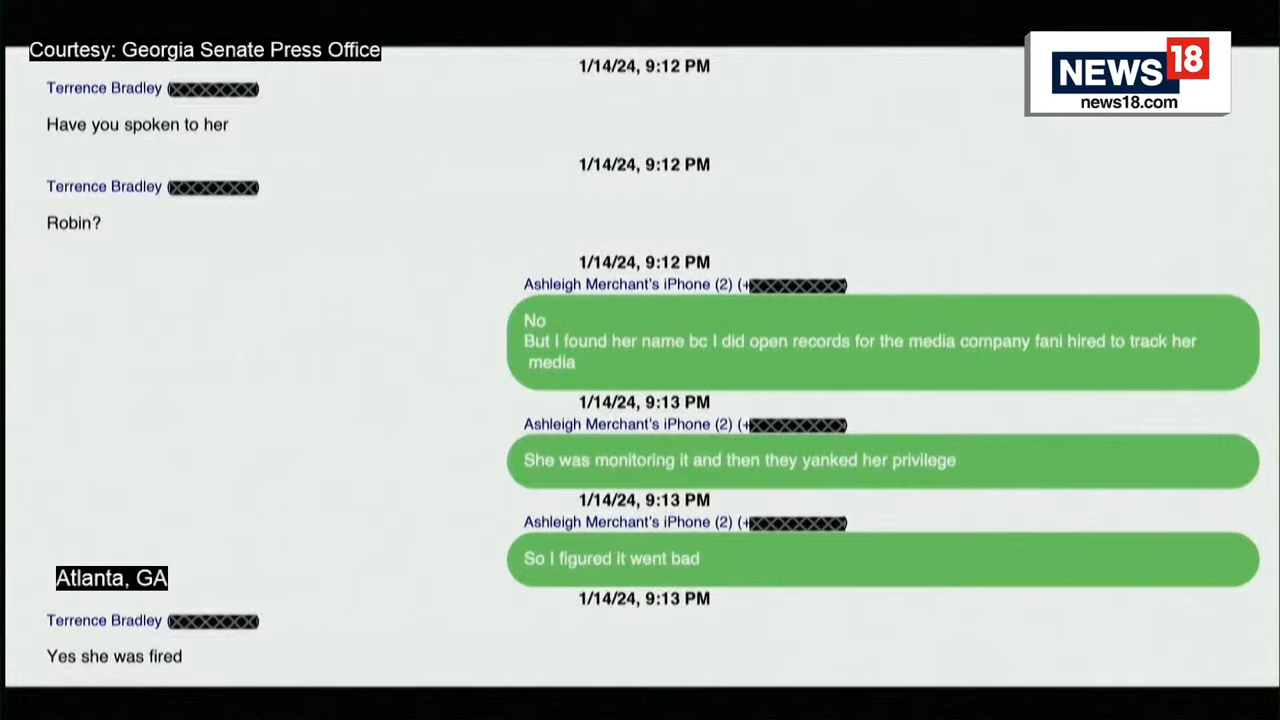 Courtesy: Georgia Senate Press Office
NEWS 18
news18.com
1/14/24, 9:12 PM
Terrence Bradley (
Have you spoken to her
1/14/24, 9:12 PM
Terrence Bradley (
Robin?
1/14/24, 9:12 PM
Ashleigh Merchant's iPhone (2) (+
No
But I found her name bc I did open records for the media company fani hired to track her
media
1/14/24, 9:13 PM
Ashleigh Merchant's iPhone (2) (+
She was monitoring it and then they yanked her privilege
1/14/24, 9:13 PM
Ashleigh Merchant's iPhone (2) (+
So I figured it went bad
Atlanta, GA
1/14/24, 9:13 PM
Terrence Bradley (
Yes she was fired